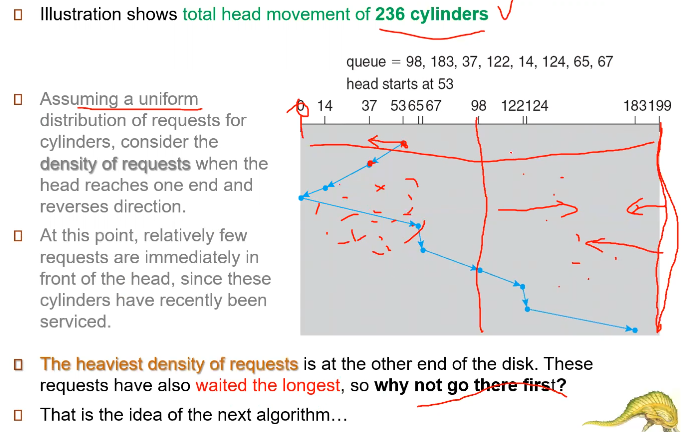 Illustration shows total head movement of 236 cylinders
queue = 98, 183, 37, 122, 14, 124, 65, 67
head starts at 53
0 14 37 53 65 67 98 122 124 183 199
Assuming a uniform
distribution of requests for
cylinders, consider the
density of requests when the
head reaches one end and
reverses direction.
At this point, relatively few
requests are immediately in
front of the head, since these
cylinders have recently been
serviced.
The heaviest density of requests is at the other end of the disk. These
requests have also waited the longest, so why not go there first?
That is the idea of the next algorithm…